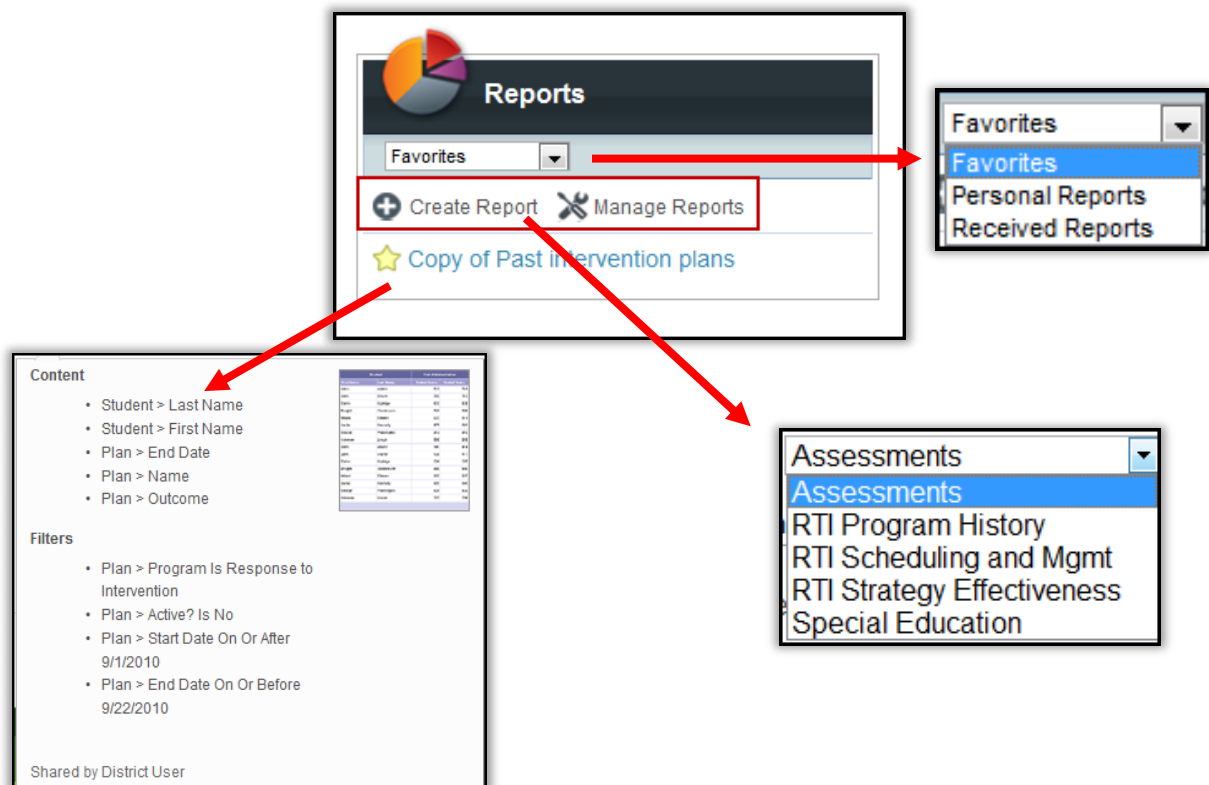 Reports
Favorites
Create Report Manage Reports
Copy of Past intervention plans
Favorites
Favorites
Personal Reports
Received Reports
Content
• Student > Last Name
• Student > First Name
• Plan > End Date
• Plan > Name
• Plan > Outcome
Filters
• Plan > Program Is Response to
Intervention
• Plan > Active? Is No
• Plan > Start Date On Or After
9/1/2010
• Plan > End Date On Or Before
9/22/2010
Shared by District User
Assessments
Assessments
RTI Program History
RTI Scheduling and Mgmt
RTI Strategy Effectiveness
Special Education